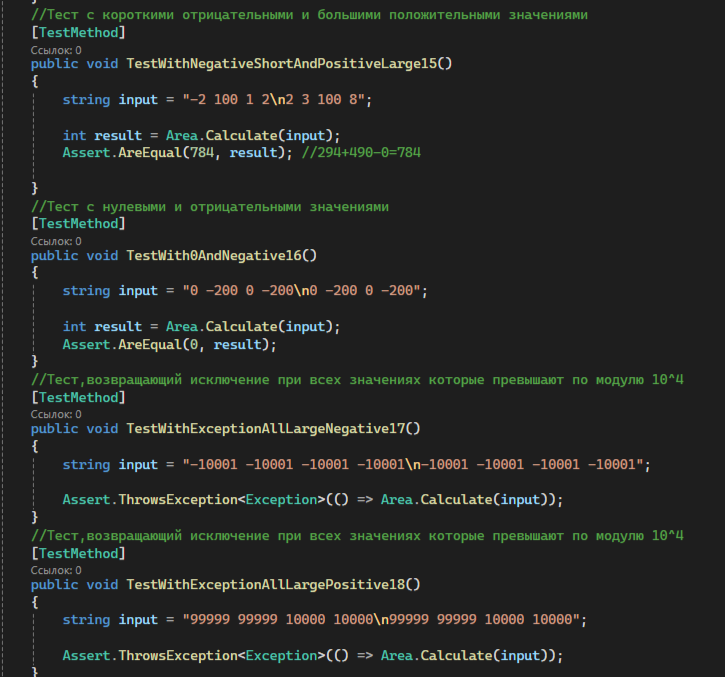 }
//Тест с короткими отрицательными и большими положительными значениями
[TestMethod]
Ссылок: 0
public void TestWithNegativeShortAndPositiveLarge15()
{
string input = "-2 100 1 2\n2 3 100 8";
int result = Area.Calculate(input);
Assert.AreEqual(784, result); //294+490-0=784
}
//Тест с нулевыми и отрицательными значениями
[TestMethod]
Ссылок: 0
public void TestWith0AndNegative16()
{
string input = "0 -200 0 -200\n0 -200 0 -200";
int result = Area.Calculate(input);
Assert.AreEqual(0, result);
}
//Тест,возвращающий исключение при всех значениях которые превышают по модулю 10^4
[TestMethod]
Ссылок: 0
public void TestWithExceptionAllLargeNegative17()
{
string input = "-10001 -10001 -10001 -10001\n-10001 -10001 -10001 -10001";
Assert.ThrowsException<Exception>(() => Area.Calculate(input));
}
//Тест,возвращающий исключение при всех значениях которые превышают по модулю 10^4
[TestMethod]
Ссылок: 0
public void TestWithExceptionAllLargePositive18()
{
string input = "99999 99999 10000 10000\n99999 99999 10000 10000";
Assert.ThrowsException<Exception>(() => Area.Calculate(input));
}